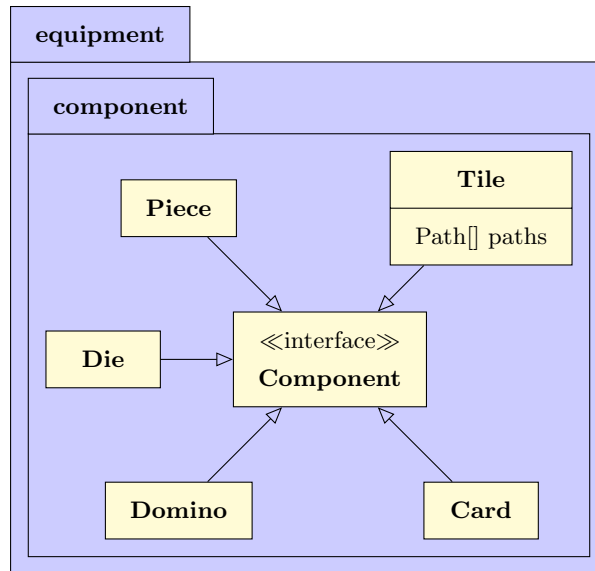 equipment
component
Tile
Piece
Path[] paths
≪interface≫
Component
Die
Domino
Card